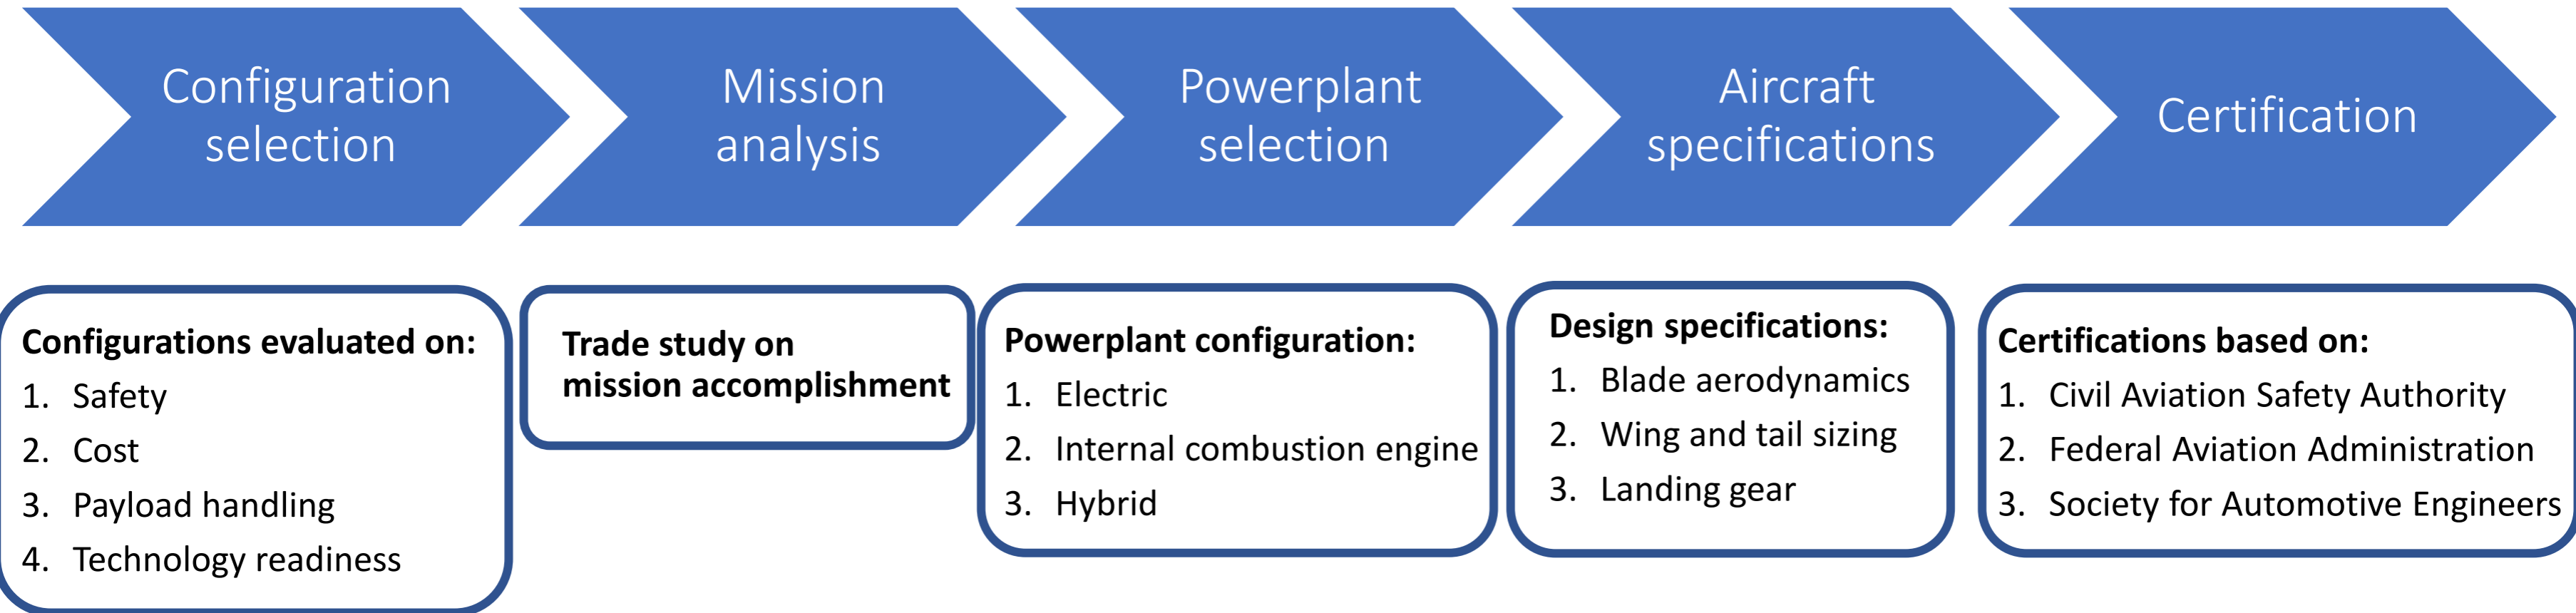 Configuration
selection
Mission
analysis
Powerplant
selection
Aircraft
specifications
Certification
Configurations evaluated on:
1. Safety
2. Cost
3. Payload handling
4. Technology readiness
Trade study on
mission accomplishment
Powerplant configuration:
1. Electric
2. Internal combustion engine
3. Hybrid
Design specifications:
1. Blade aerodynamics
2. Wing and tail sizing
3. Landing gear
Certifications based on:
1. Civil Aviation Safety Authority
2. Federal Aviation Administration
3. Society for Automotive Engineers